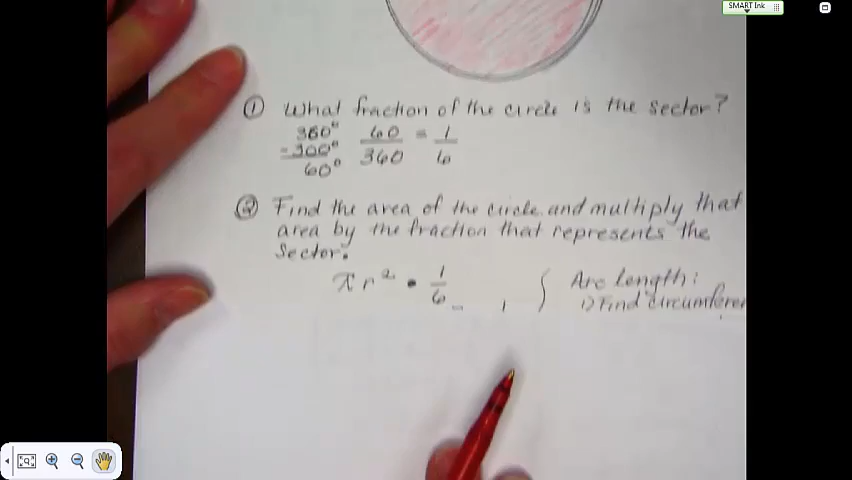 SMART Ink
① What fraction of the circle is the sector?
360° 60 = 1
- 300° 360 6
60°
② Find the area of the circle and multiply that
area by the fraction that represents the
sector.
πr² • 1/6
Arc length:
1) Find circumferen